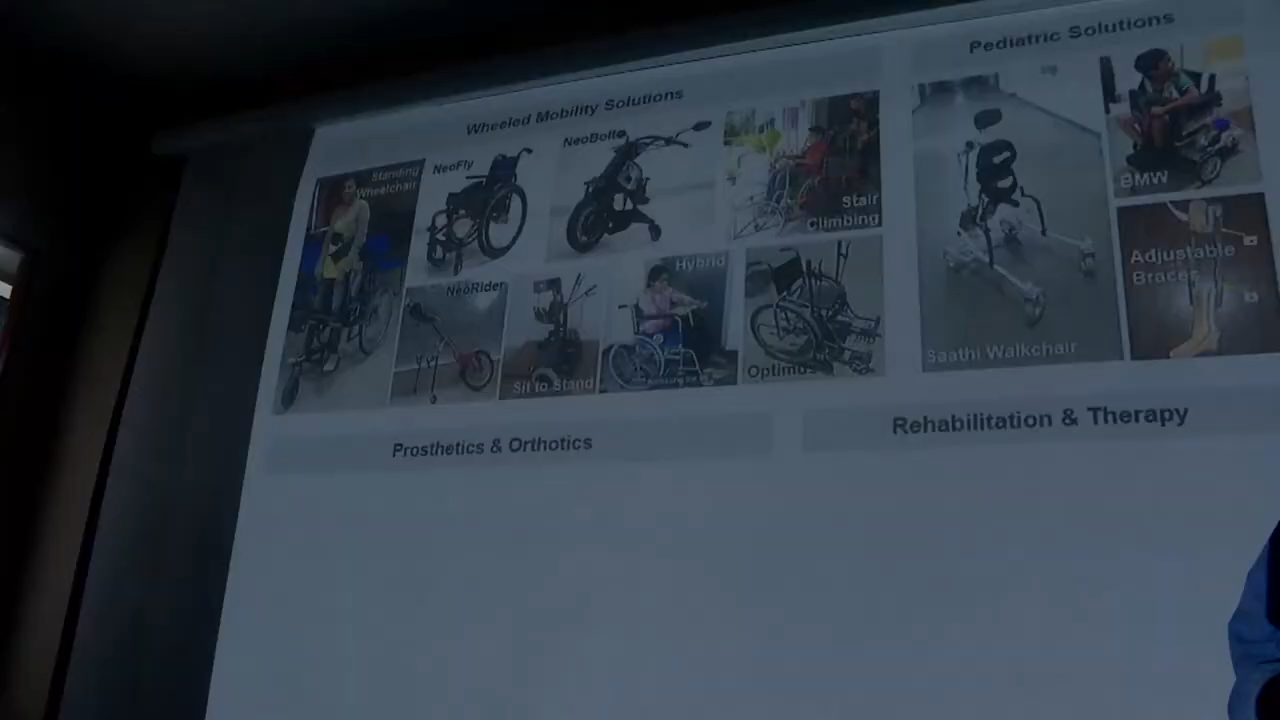 Wheeled Mobility Solutions
Standing
Wheelchair
NeoFly
NeoBolt
Stair
Climbing
NeoRider
Sit to Stand
Hybrid
Optimus
Pediatric Solutions
Saathi Walkchair
BMW
Adjustable
Braces
Prosthetics & Orthotics
Rehabilitation & Therapy